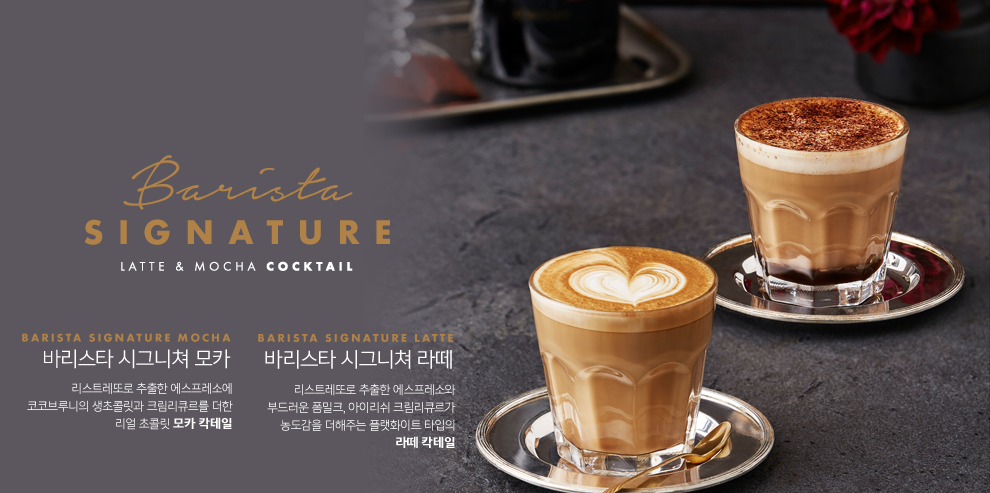 Barista
SIGNATURE
LATTE & MOCHA COCKTAIL
BARISTA SIGNATURE MOCHA
바리스타 시그니쳐 모카
리스트레또로 추출한 에스프레소에
코코브루니의 생초콜릿과 크림리큐르를 더한
리얼 초콜릿 모카 칵테일
BARISTA SIGNATURE LATTE
바리스타 시그니쳐 라떼
리스트레또로 추출한 에스프레소와
부드러운 폼밀크, 아이리쉬 크림리큐르가
농도감을 더해주는 플랫화이트 타입의
라떼 칵테일